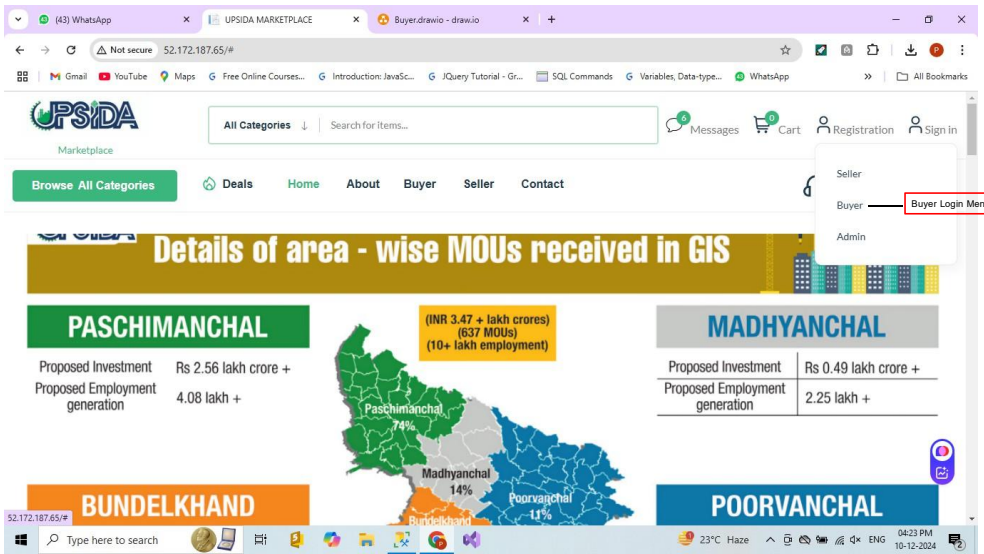 (43) WhatsApp
UPSIDA MARKETPLACE
Buyer.drawio - draw.io
Not secure 52.172.187.65/#
Gmail YouTube Maps Free Online Courses... Introduction: JavaSc... JQuery Tutorial - Gr... SQL Commands Variables, Data-type... WhatsApp » All Bookmarks
UPSIDA
Marketplace
All Categories ↓ Search for items...
6 Messages 0 Cart Registration Sign in
Browse All Categories Deals Home About Buyer Seller Contact
Seller
Buyer
Buyer Login Men
Admin
Details of area - wise MOUs received in GIS
PASCHIMANCHAL
Proposed Investment Rs 2.56 lakh crore +
Proposed Employment generation 4.08 lakh +
(INR 3.47 + lakh crores)
(637 MOUs)
(10+ lakh employment)
MADHYANCHAL
Proposed Investment Rs 0.49 lakh crore +
Proposed Employment generation 2.25 lakh +
Paschimanchal
74%
Madhyanchal
14%
Poorvanchal
11%
Bundelkhand
BUNDELKHAND
POORVANCHAL
52.172.187.65/#
Type here to search
23°C Haze ENG 04:23 PM
10-12-2024
2